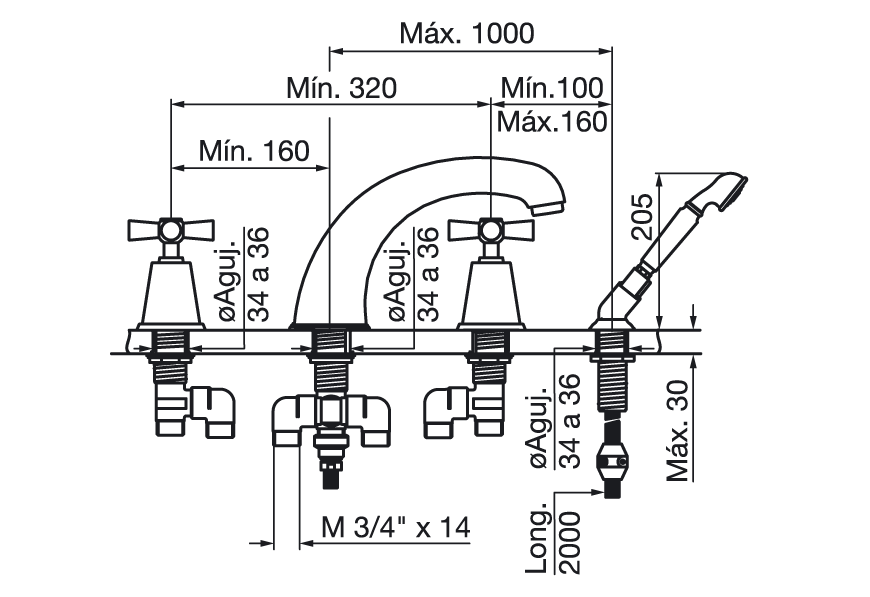 Máx. 1000
Mín. 320
Mín.100
Máx.160
Mín. 160
205
øAguj.
34 a 36
øAguj.
34 a 36
øAguj.
34 a 36
Máx. 30
M 3/4" x 14
Long.
2000